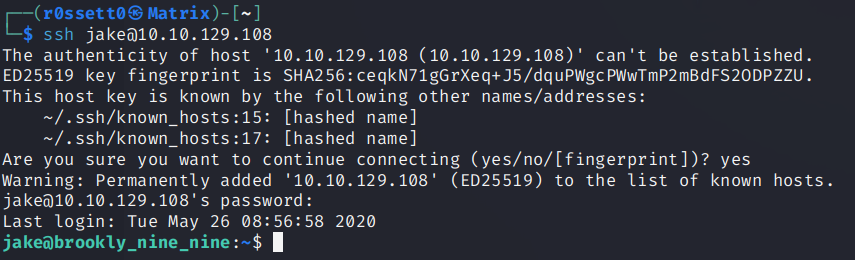 ┌──(r0ssett0㉿Matrix)-[~]
└─$ ssh jake@10.10.129.108
The authenticity of host '10.10.129.108 (10.10.129.108)' can't be established.
ED25519 key fingerprint is SHA256:ceqkN71gGrXeq+J5/dquPWgcPWwTmP2mBdFS2ODPZZU.
This host key is known by the following other names/addresses:
    ~/.ssh/known_hosts:15: [hashed name]
    ~/.ssh/known_hosts:17: [hashed name]
Are you sure you want to continue connecting (yes/no/[fingerprint])? yes
Warning: Permanently added '10.10.129.108' (ED25519) to the list of known hosts.
jake@10.10.129.108's password:
Last login: Tue May 26 08:56:58 2020
jake@brookly_nine_nine:~$